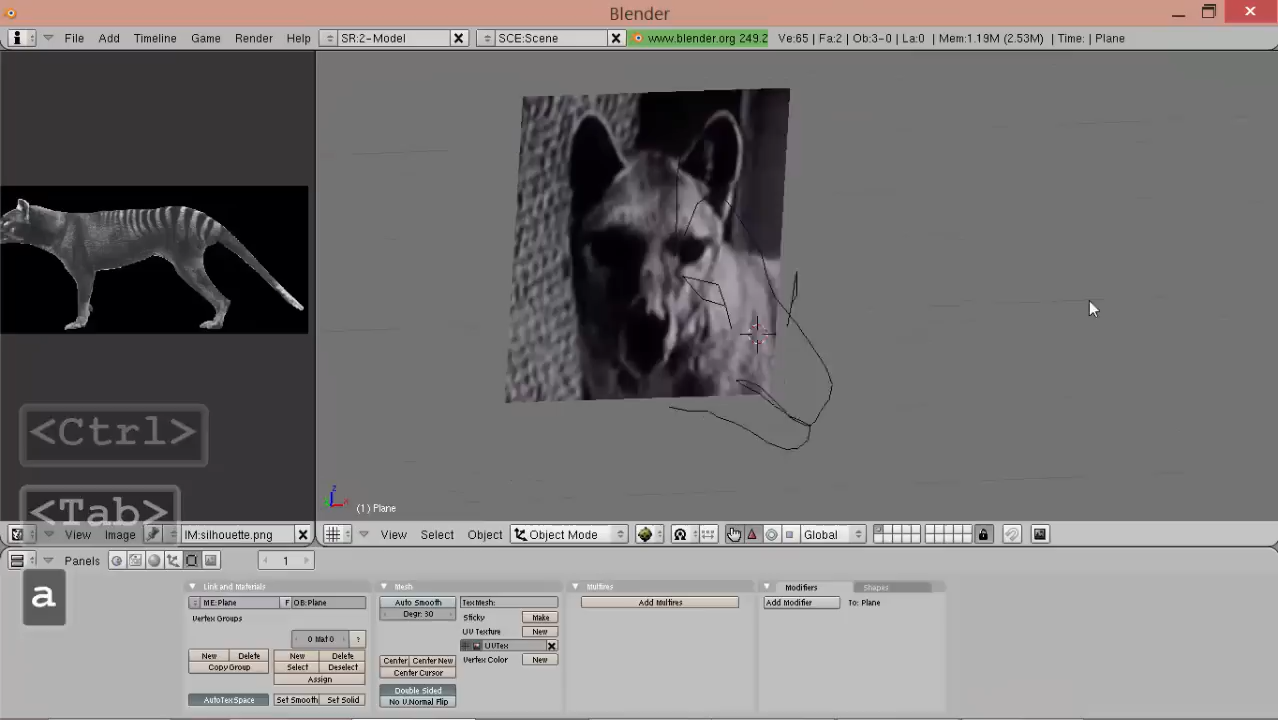 Blender
File Add Timeline Game Render Help SR:2-Model SCE:Scene www.blender.org 249.2 Ve:65 | Fa:2 | Ob:3-0 | La:0 | Mem:1.19M (2.53M) | Time: | Plane
<Ctrl>
<Tab>
a
z
x
(1) Plane
View Image IM:silhouette.png
View Select Object Object Mode Global
Panels 1
Link and Materials
ME:Plane F OB:Plane
Vertex Groups
0 Mat 0 ?
New Delete New Delete
Copy Group Select Deselect
Assign
AutoTexSpace Set Smooth Set Solid
Mesh
Auto Smooth TexMesh:
Degr: 30
Sticky Make
UV Texture New
UVTex
Vertex Color New
Center Center New
Center Cursor
Double Sided
No V.Normal Flip
Multires
Add Multires
Modifiers Shapes
Add Modifier To: Plane